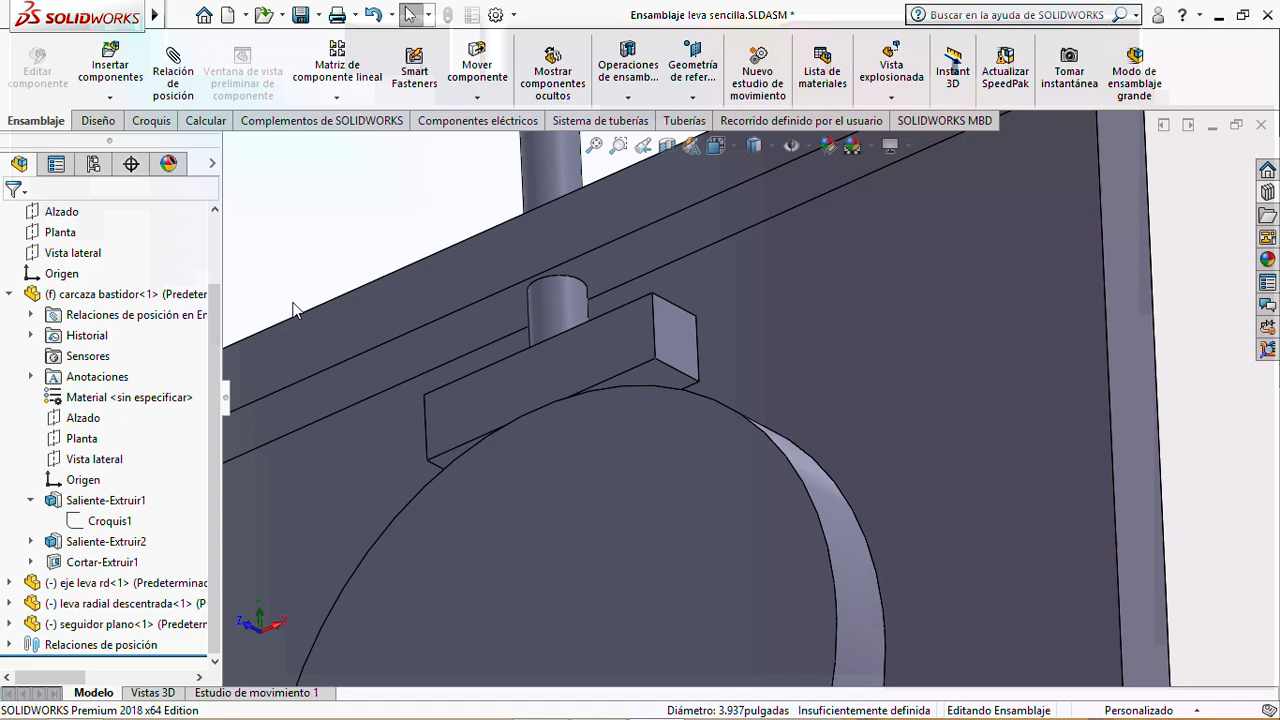 SOLIDWORKS
Ensamblaje leva sencilla.SLDASM *
Buscar en la ayuda de SOLIDWORKS
Editar componente
Insertar componentes
Relación de posición
Ventana de vista preliminar de componente
Matriz de componente lineal
Smart Fasteners
Mover componente
Mostrar componentes ocultos
Operaciones de ensamb...
Geometría de refer...
Nuevo estudio de movimiento
Lista de materiales
Vista explosionada
Instant 3D
Actualizar SpeedPak
Tomar instantánea
Modo de ensamblaje grande
Ensamblaje
Diseño
Croquis
Calcular
Complementos de SOLIDWORKS
Componentes eléctricos
Sistema de tuberías
Tuberías
Recorrido definido por el usuario
SOLIDWORKS MBD
Alzado
Planta
Vista lateral
Origen
(f) carcaza bastidor<1> (Predeter
Relaciones de posición en En
Historial
Sensores
Anotaciones
Material <sin especificar>
Alzado
Planta
Vista lateral
Origen
Saliente-Extruir1
Croquis1
Saliente-Extruir2
Cortar-Extruir1
(-) eje leva rd<1> (Predeterminac
(-) leva radial descentrada<1> (P
(-) seguidor plano<1> (Predetern
Relaciones de posición
Z
X
Modelo
Vistas 3D
Estudio de movimiento 1
SOLIDWORKS Premium 2018 x64 Edition
Diámetro: 3.937pulgadas
Insuficientemente definida
Editando Ensamblaje
Personalizado